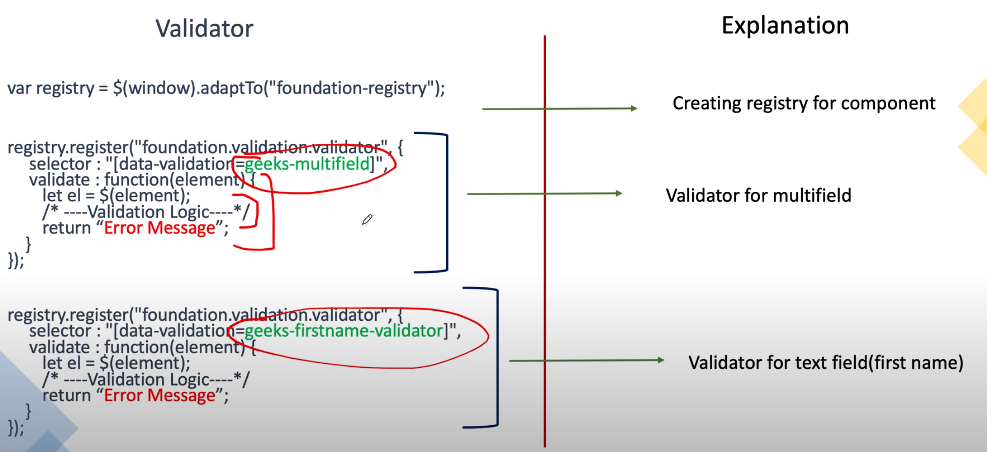 Validator
Explanation
var registry = $(window).adaptTo("foundation-registry");
Creating registry for component
registry.register("foundation.validation.validator", {
selector : "[data-validation=geeks-multifield]",
validate : function(element) {
let el = $(element);
/* ----Validation Logic----*/
return “Error Message”;
}
});
Validator for multifield
registry.register("foundation.validation.validator", {
selector : "[data-validation=geeks-firstname-validator]",
validate : function(element) {
let el = $(element);
/* ----Validation Logic----*/
return “Error Message”;
}
});
Validator for text field(first name)